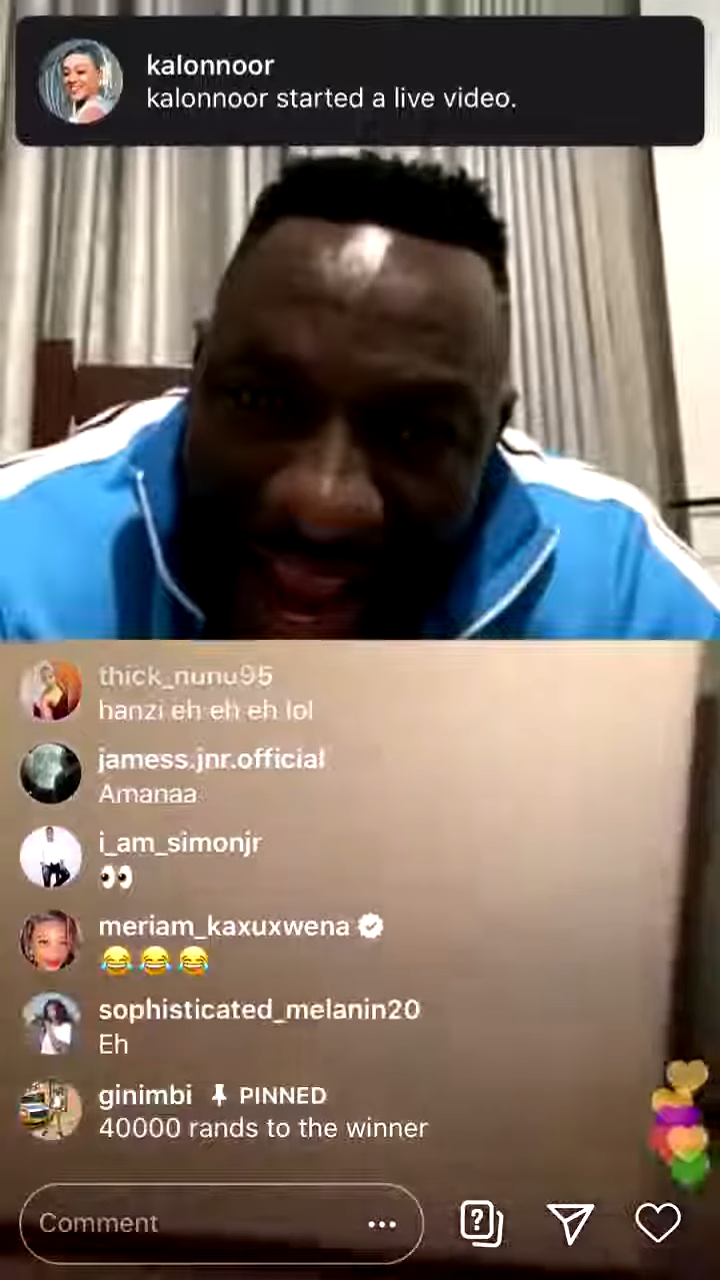 kalonnoor
kalonnoor started a live video.
thick_nunu95
hanzi eh eh eh lol
jamess.jnr.official
Amanaa
i_am_simonjr
👀
meriam_kaxuxwena
😂😂😂
sophisticated_melanin20
Eh
ginimbi PINNED
40000 rands to the winner
Comment